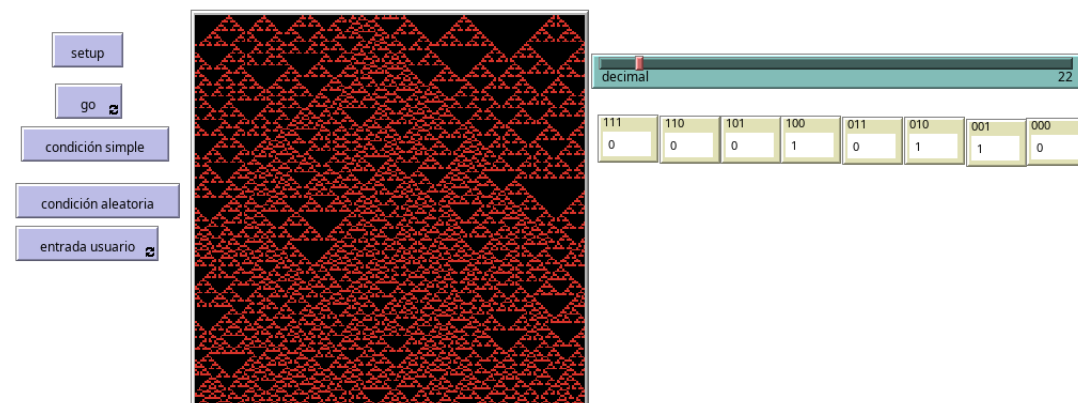 setup
go
condición simple
condición aleatoria
entrada usuario
decimal 22
111 110 101 100 011 010 001 000
0 0 0 1 0 1 1 0